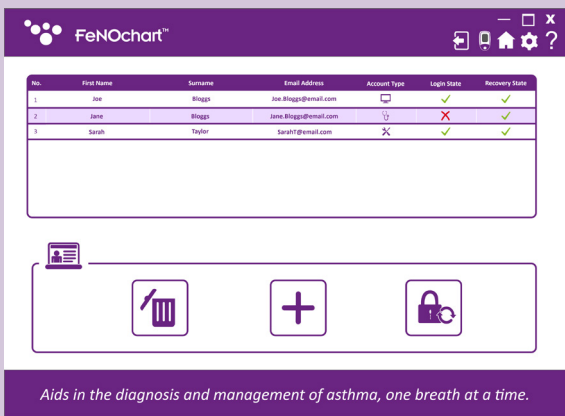 FeNOchart™
No. First Name Surname Email Address Account Type Login State Recovery State
1 Joe Bloggs Joe.Bloggs@email.com
2 Jane Bloggs Jane.Bloggs@email.com
3 Sarah Taylor SarahT@email.com
Aids in the diagnosis and management of asthma, one breath at a time.